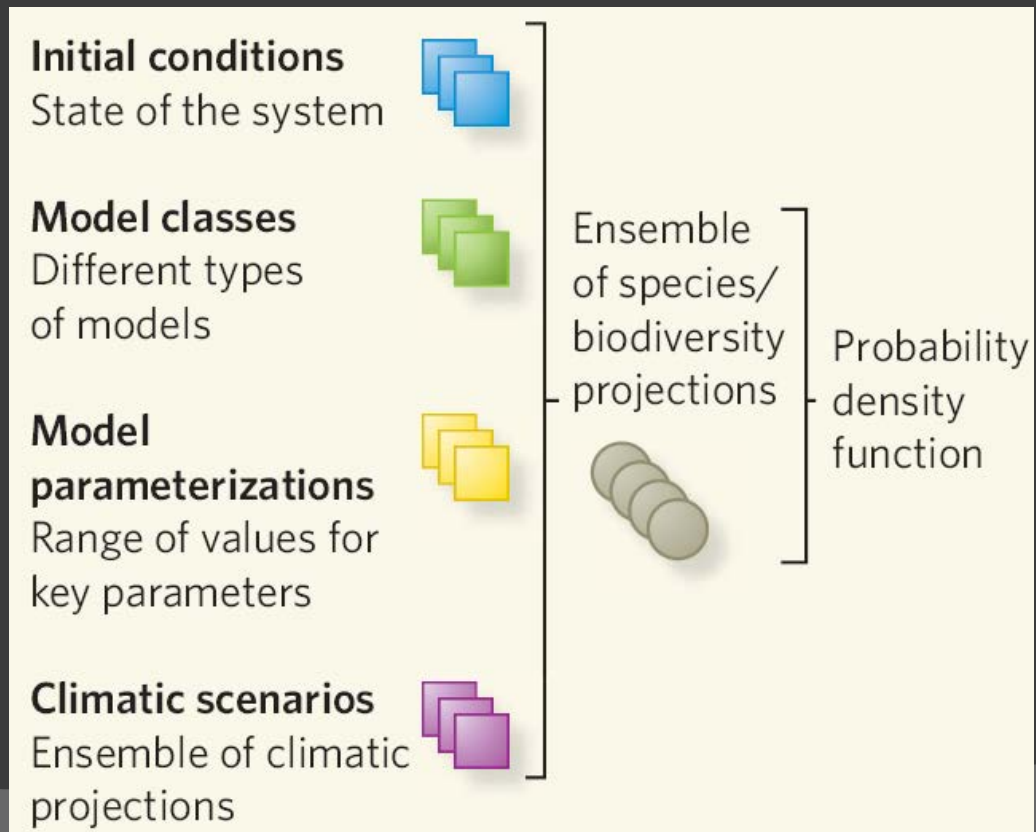 Initial conditions
State of the system
Model classes
Different types
of models
Model
parameterizations
Range of values for
key parameters
Climatic scenarios
Ensemble of climatic
projections
Ensemble
of species/
biodiversity
projections
Probability
density
function